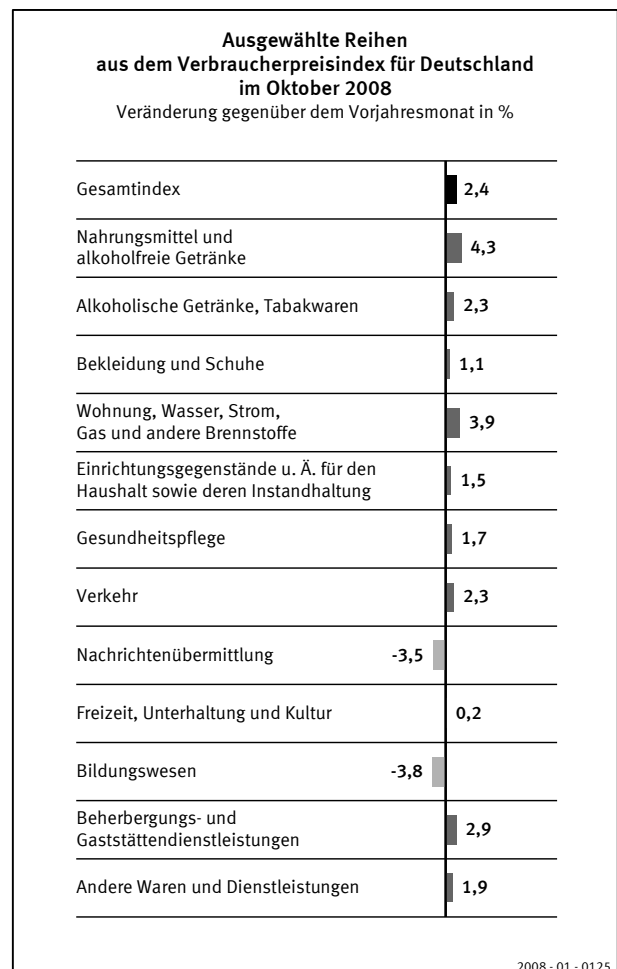 Ausgewählte Reihen
aus dem Verbraucherpreisindex für Deutschland
im Oktober 2008
Veränderung gegenüber dem Vorjahresmonat in %
Gesamtindex 2,4
Nahrungsmittel und
alkoholfreie Getränke 4,3
Alkoholische Getränke, Tabakwaren 2,3
Bekleidung und Schuhe 1,1
Wohnung, Wasser, Strom,
Gas und andere Brennstoffe 3,9
Einrichtungsgegenstände u. Ä. für den
Haushalt sowie deren Instandhaltung 1,5
Gesundheitspflege 1,7
Verkehr 2,3
Nachrichtenübermittlung -3,5
Freizeit, Unterhaltung und Kultur 0,2
Bildungswesen -3,8
Beherbergungs- und
Gaststättendienstleistungen 2,9
Andere Waren und Dienstleistungen 1,9
2008 - 01 - 0125